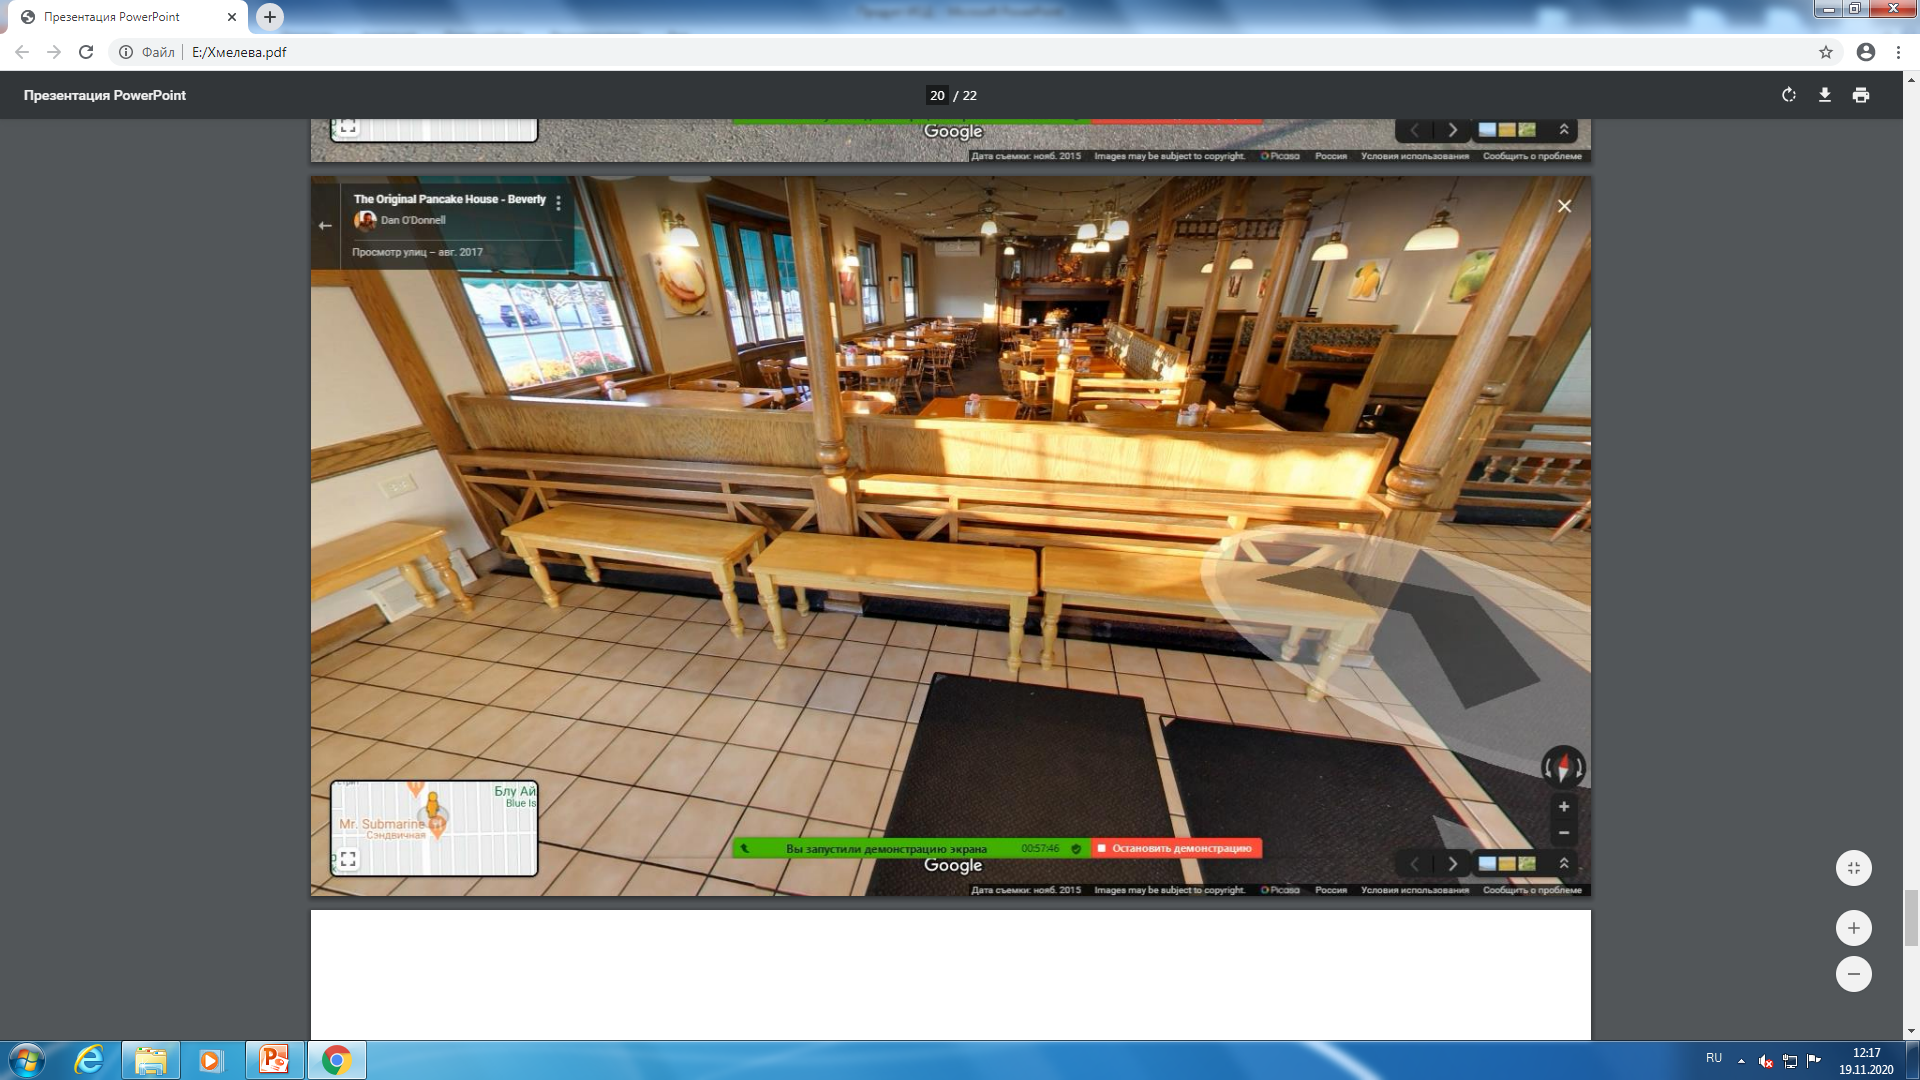 Презентация PowerPoint
Файл
E:/Хмелева.pdf
Презентация PowerPoint
20 / 22
Google
Дата съемки: нояб. 2015 Images may be subject to copyright. Picasa Россия Условия использования Сообщить о проблеме
The Original Pancake House - Beverly
Dan O'Donnell
Просмотр улиц – авг. 2017
Блу Ай
Blue Is
Mr. Submarine
Сэндвичная
Вы запустили демонстрацию экрана 00:57:46 Остановить демонстрацию
Google
Дата съемки: нояб. 2015 Images may be subject to copyright. Picasa Россия Условия использования Сообщить о проблеме
RU
12:17
19.11.2020